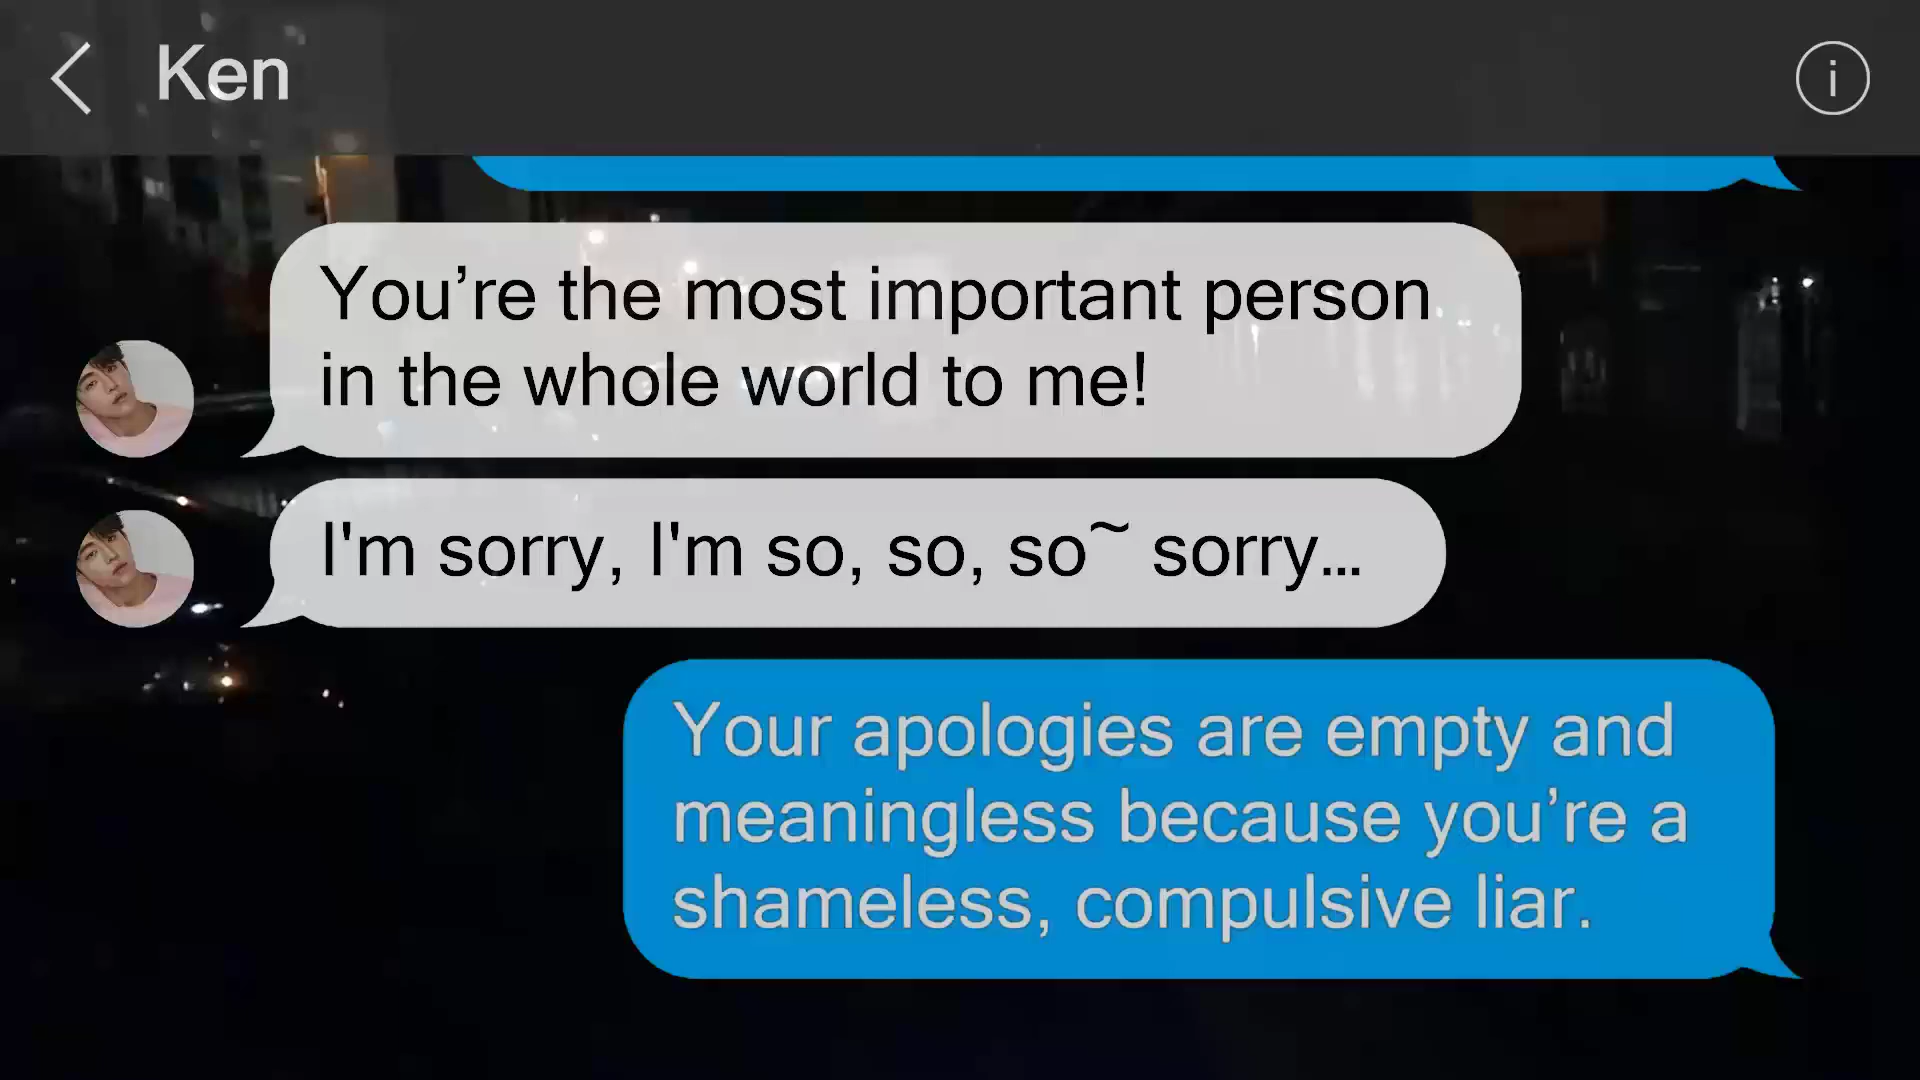 Ken
You’re the most important person
in the whole world to me!
I'm sorry, I'm so, so, so~ sorry...
Your apologies are empty and
meaningless because you’re a
shameless, compulsive liar.